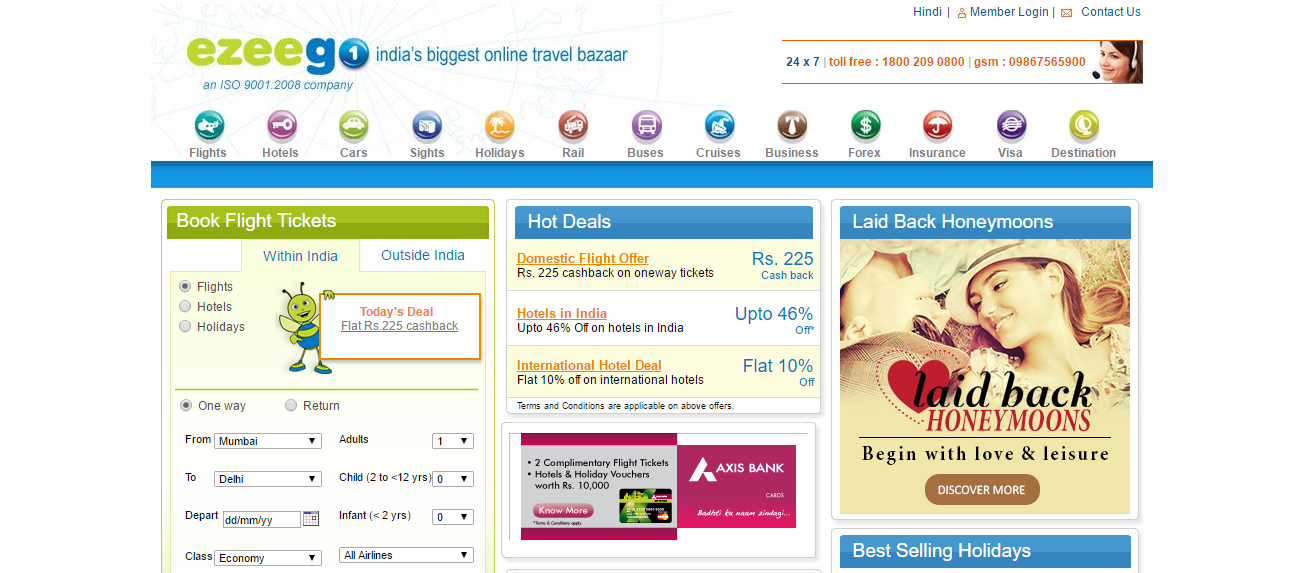 Hindi | Member Login | Contact Us
ezeego1 india's biggest online travel bazaar
an ISO 9001:2008 company
24 x 7 | toll free : 1800 209 0800 | gsm : 09867565900
Flights Hotels Cars Sights Holidays Rail Buses Cruises Business Forex Insurance Visa Destination
Book Flight Tickets
Within India Outside India
Flights
Hotels
Holidays
Today's Deal
Flat Rs.225 cashback
One way Return
From Mumbai Adults 1
To Delhi Child (2 to <12 yrs) 0
Depart dd/mm/yy Infant (< 2 yrs) 0
Class Economy All Airlines
Hot Deals
Domestic Flight Offer Rs. 225
Rs. 225 cashback on oneway tickets Cash back
Hotels in India Upto 46%
Upto 46% Off on hotels in India Off*
International Hotel Deal Flat 10%
Flat 10% off on international hotels Off
Terms and Conditions are applicable on above offers.
• 2 Complimentary Flight Tickets
• Hotels & Holiday Vouchers
worth Rs. 10,000
Know More
*Terms & Conditions apply.
AXIS BANK
CARDS
Badhti ka naam zindagi...
Laid Back Honeymoons
laid back
HONEYMOONS
Begin with love & leisure
DISCOVER MORE
Best Selling Holidays